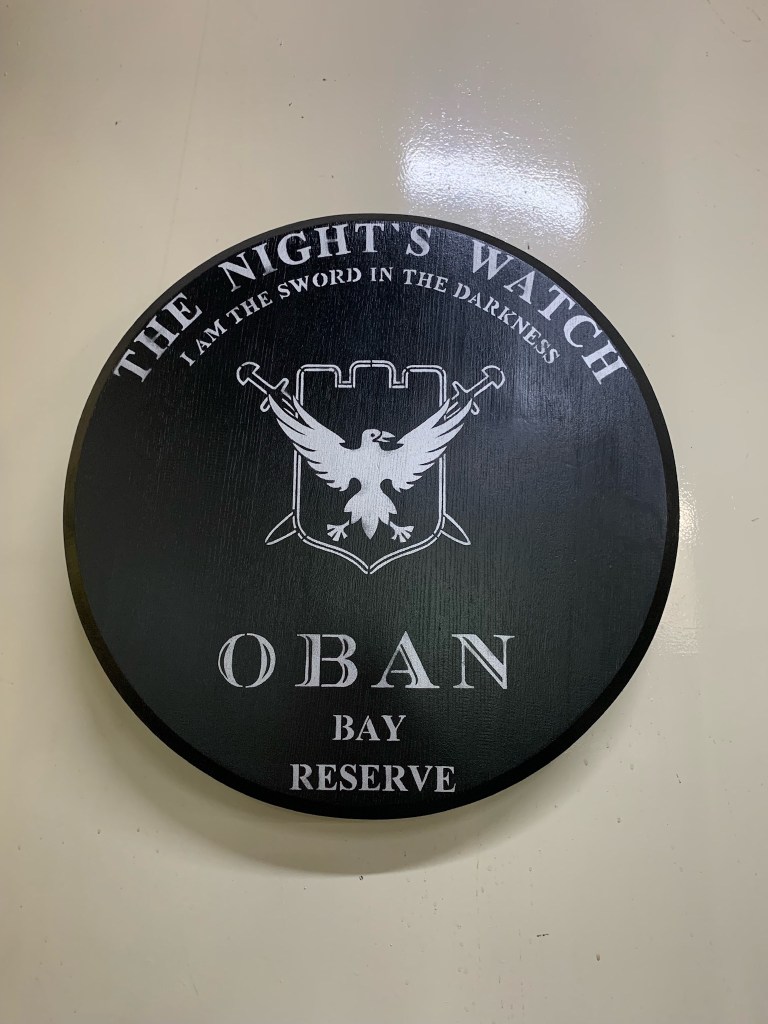 THE NIGHT'S WATCH
I AM THE SWORD IN THE DARKNESS
OBAN
BAY
RESERVE